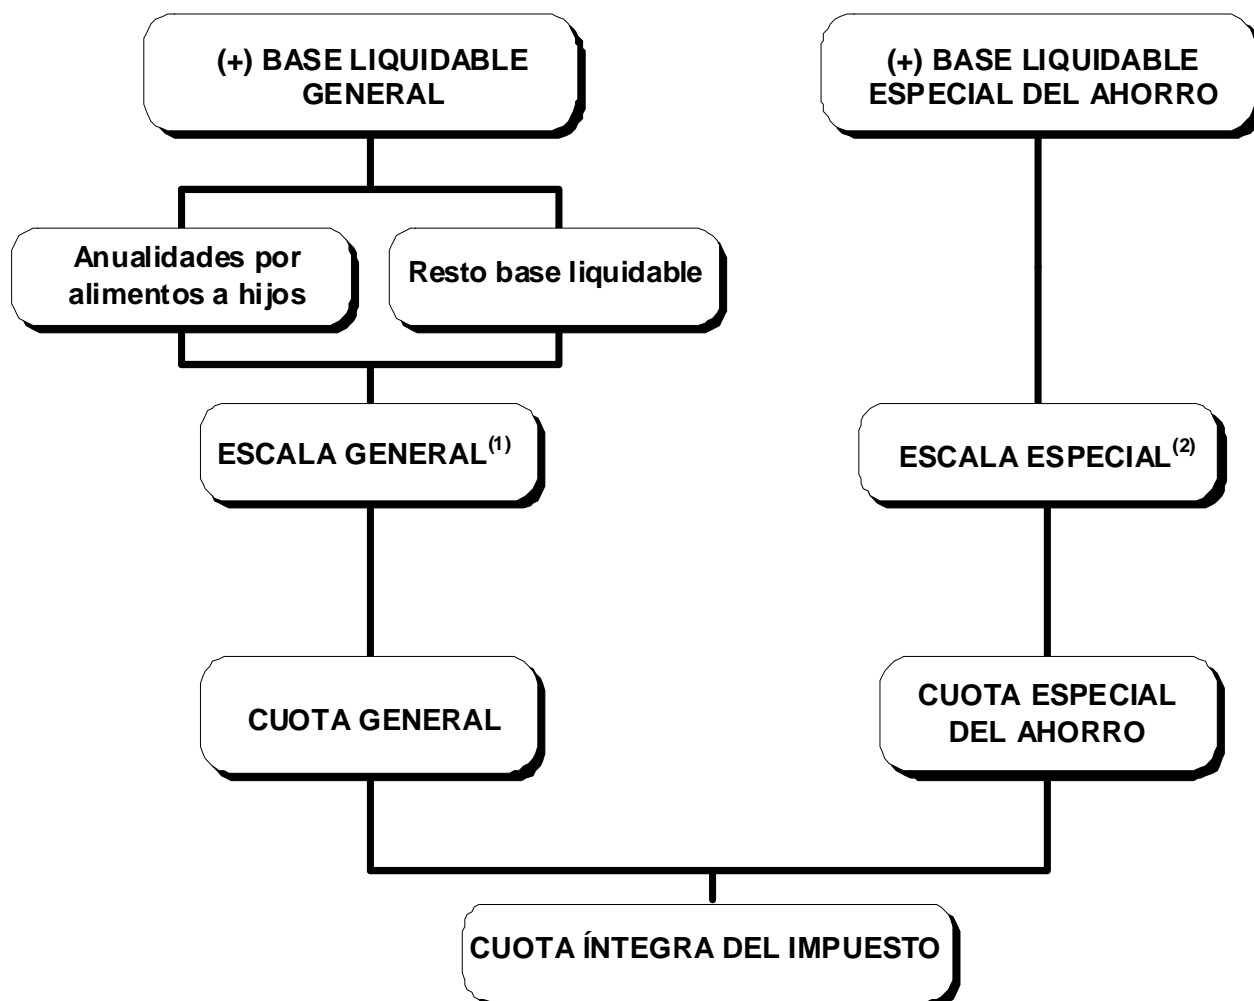 (+) BASE LIQUIDABLE
GENERAL
(+) BASE LIQUIDABLE
ESPECIAL DEL AHORRO
Anualidades por
alimentos a hijos
Resto base liquidable
ESCALA GENERAL(1)
ESCALA ESPECIAL(2)
CUOTA GENERAL
CUOTA ESPECIAL
DEL AHORRO
CUOTA ÍNTEGRA DEL IMPUESTO